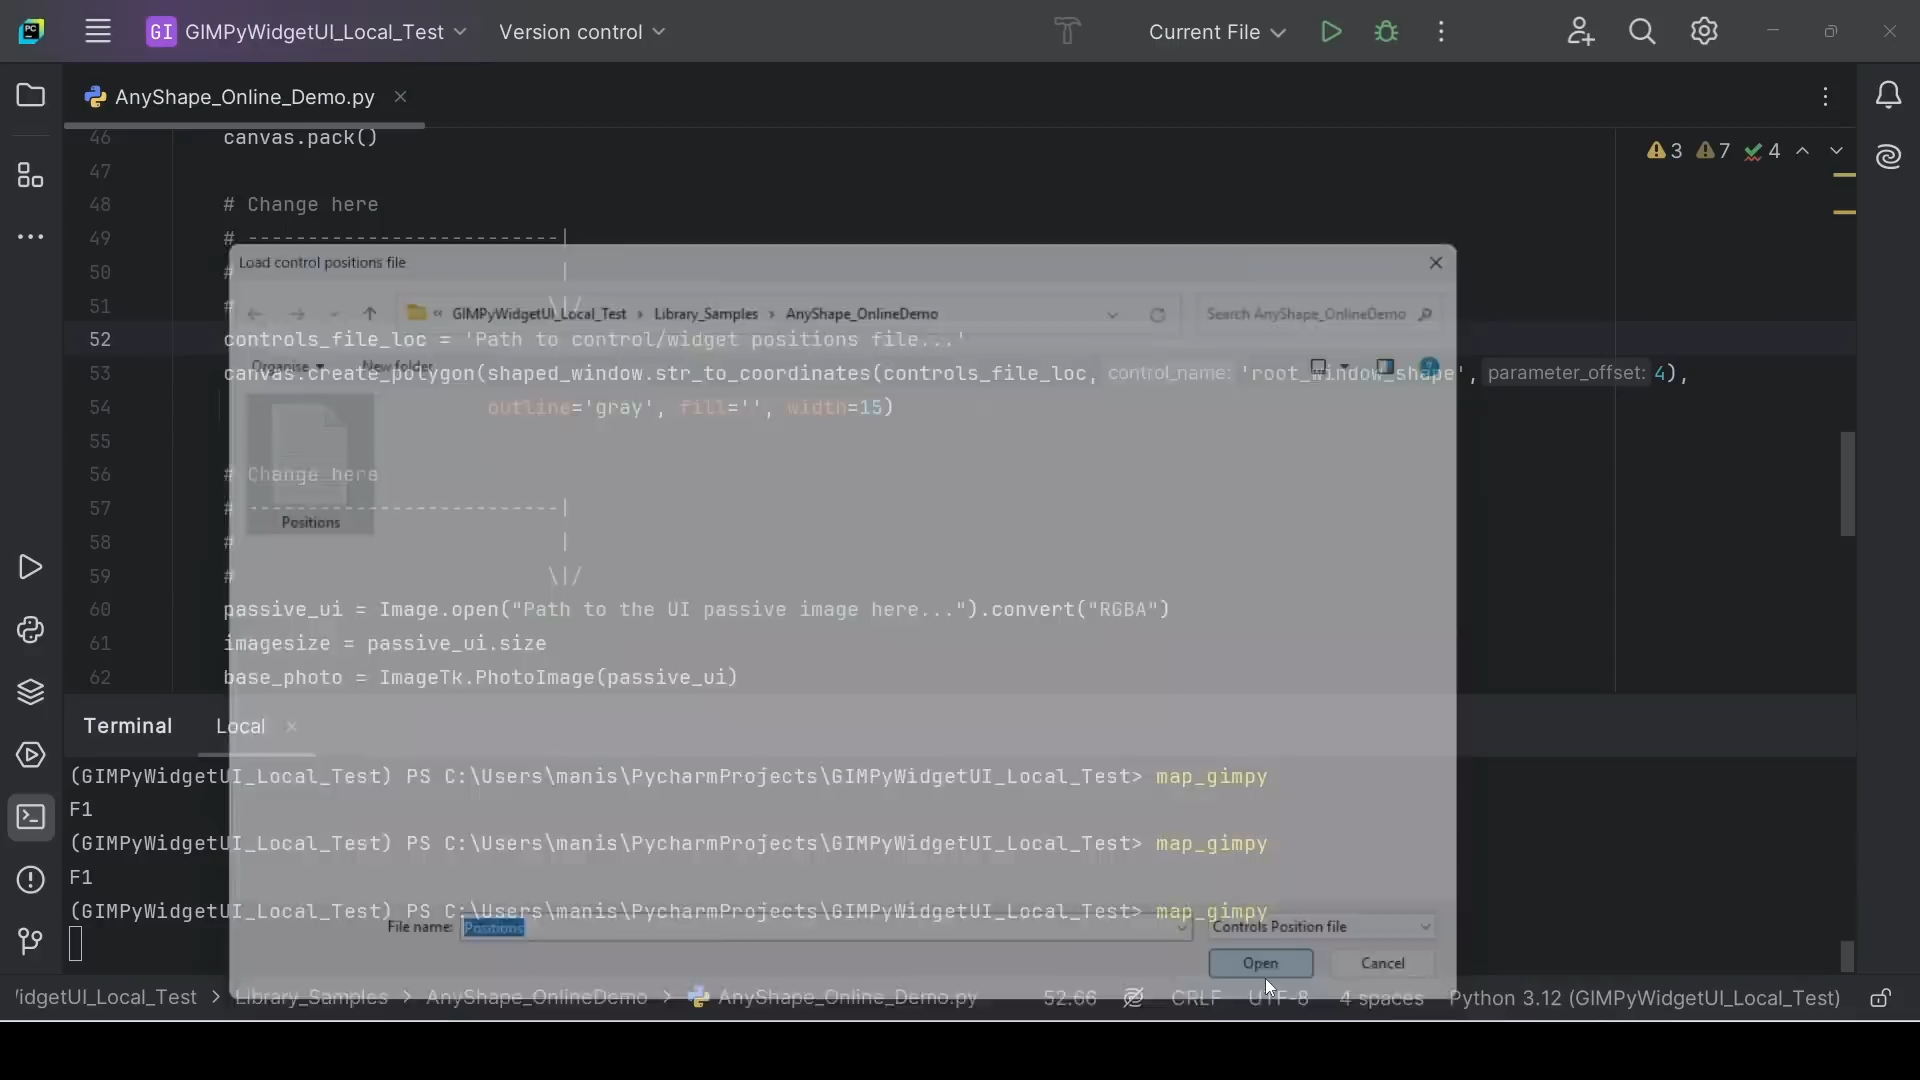 PC
GI GIMPyWidgetUI_Local_Test
Version control
Current File
AnyShape_Online_Demo.py
3 7 4
46 canvas.pack()
47
48 # Change here
49 # --------------------------|
50 # |
51 # \|/
52 controls_file_loc = 'Path to control/widget positions file...'
53 canvas.create_polygon(shaped_window.str_to_coordinates(controls_file_loc, control_name: 'root_window_shape', parameter_offset: 4),
54 outline='gray', fill='', width=15)
55
56 # Change here
57 # --------------------------|
58 # |
59 # \|/
60 passive_ui = Image.open("Path to the UI passive image here...").convert("RGBA")
61 imagesize = passive_ui.size
62 base_photo = ImageTk.PhotoImage(passive_ui)
Load control positions file
« GIMPyWidgetUI_Local_Test › Library_Samples › AnyShape_OnlineDemo
Search AnyShape_OnlineDemo
Organise New folder
Positions
File name: Positions
Controls Position file
Open Cancel
Terminal Local
(GIMPyWidgetUI_Local_Test) PS C:\Users\manis\PycharmProjects\GIMPyWidgetUI_Local_Test> map_gimpy
F1
(GIMPyWidgetUI_Local_Test) PS C:\Users\manis\PycharmProjects\GIMPyWidgetUI_Local_Test> map_gimpy
F1
(GIMPyWidgetUI_Local_Test) PS C:\Users\manis\PycharmProjects\GIMPyWidgetUI_Local_Test> map_gimpy
idgetUI_Local_Test > Library_Samples > AnyShape_OnlineDemo > AnyShape_Online_Demo.py 52:66 CRLF UTF-8 4 spaces Python 3.12 (GIMPyWidgetUI_Local_Test)